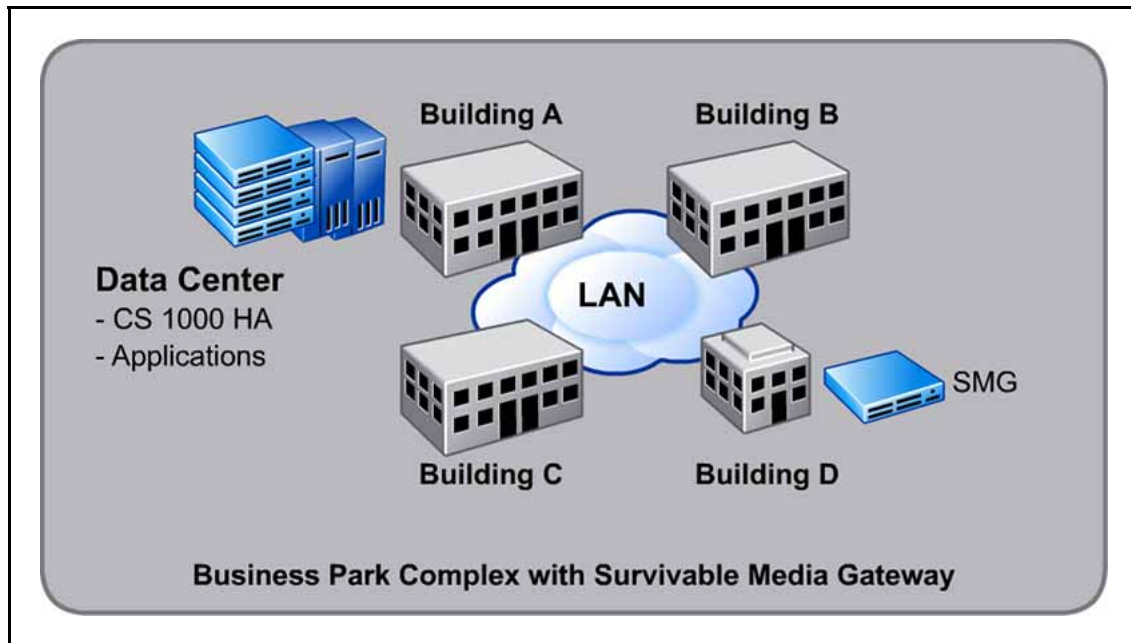 Building A
Building B
Data Center
- CS 1000 HA
- Applications
LAN
SMG
Building C
Building D
Business Park Complex with Survivable Media Gateway